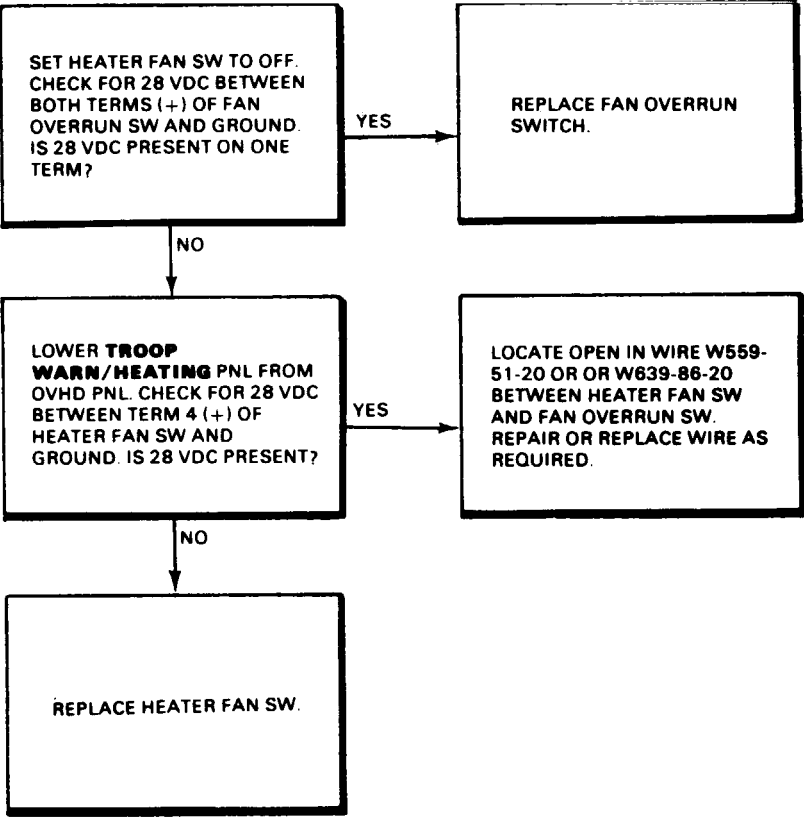 SET HEATER FAN SW TO OFF.
CHECK FOR 28 VDC BETWEEN
BOTH TERMS (+) OF FAN
OVERRUN SW AND GROUND.
IS 28 VDC PRESENT ON ONE
TERM?
YES
REPLACE FAN OVERRUN
SWITCH.
NO
LOWER TROOP
WARN/HEATING PNL FROM
OVHD PNL. CHECK FOR 28 VDC
BETWEEN TERM 4 (+) OF
HEATER FAN SW AND
GROUND. IS 28 VDC PRESENT?
YES
LOCATE OPEN IN WIRE W559-
51-20 OR OR W639-86-20
BETWEEN HEATER FAN SW
AND FAN OVERRUN SW.
REPAIR OR REPLACE WIRE AS
REQUIRED.
NO
REPLACE HEATER FAN SW.